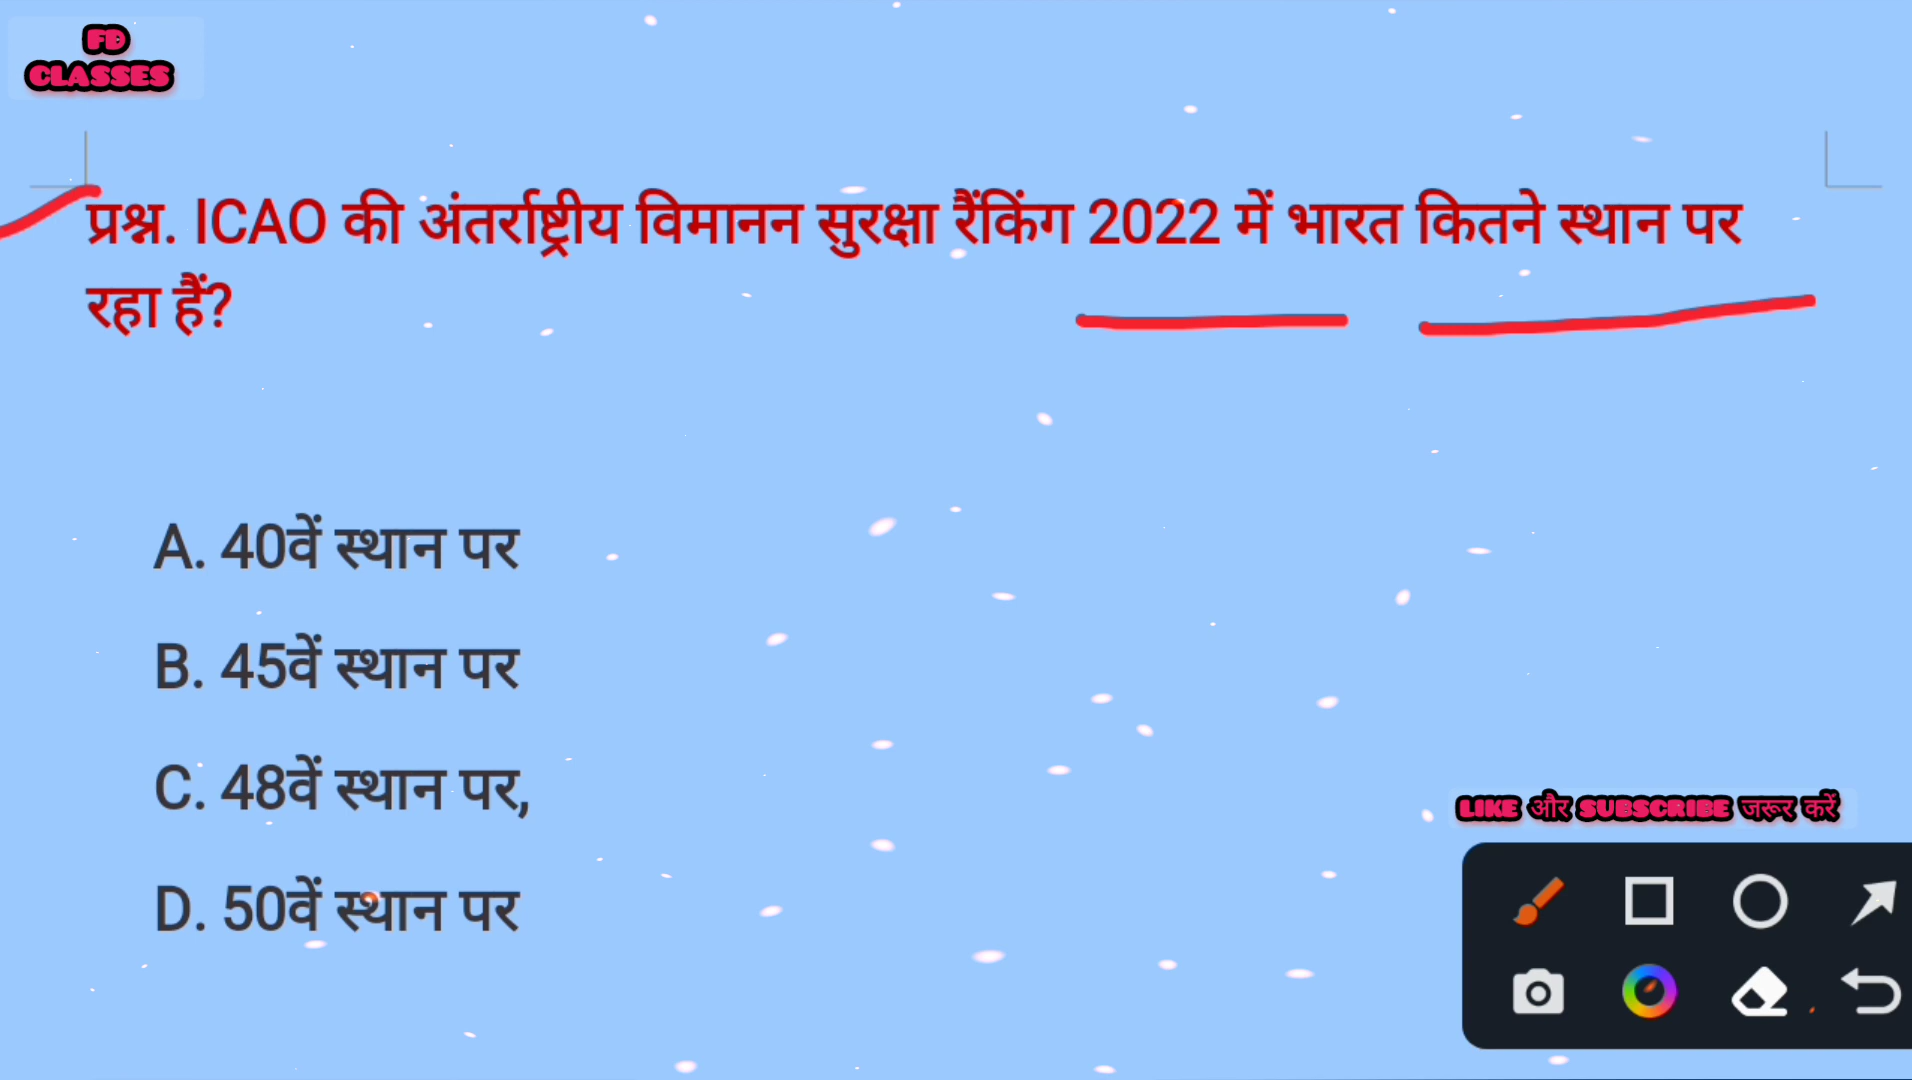 FD
CLASSES
प्रश्न. ICAO की अंतर्राष्ट्रीय विमानन सुरक्षा रैंकिंग 2022 में भारत कितने स्थान पर
रहा हैं?
A. 40वें स्थान पर
B. 45वें स्थान पर
C. 48वें स्थान पर,
D. 50वें स्थान पर
LIKE और SUBSCRIBE जरूर करें